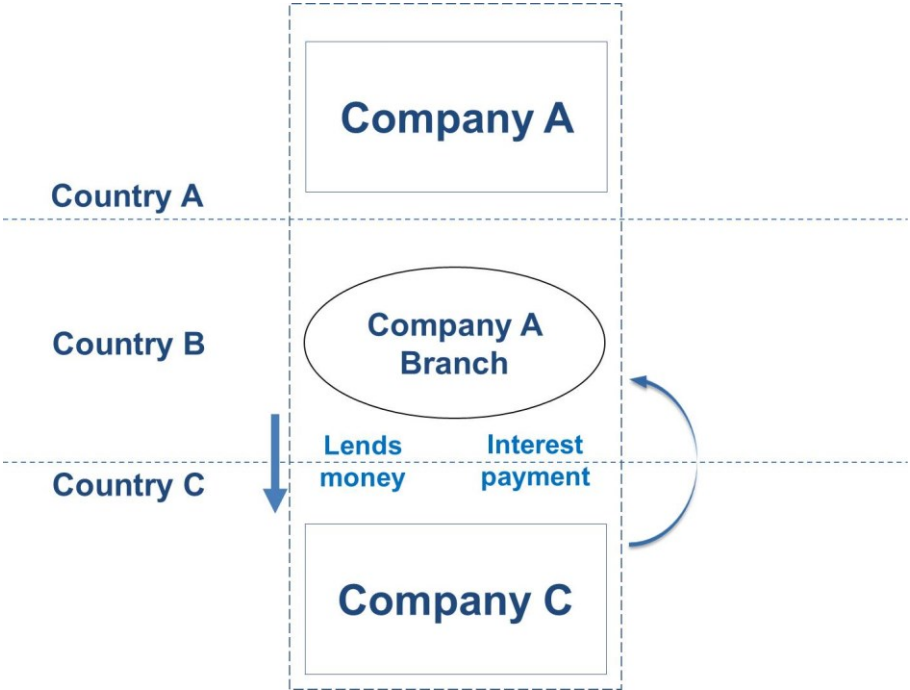 Company A
Country A
Company A
Branch
Country B
Lends
money
Interest
payment
Country C
Company C